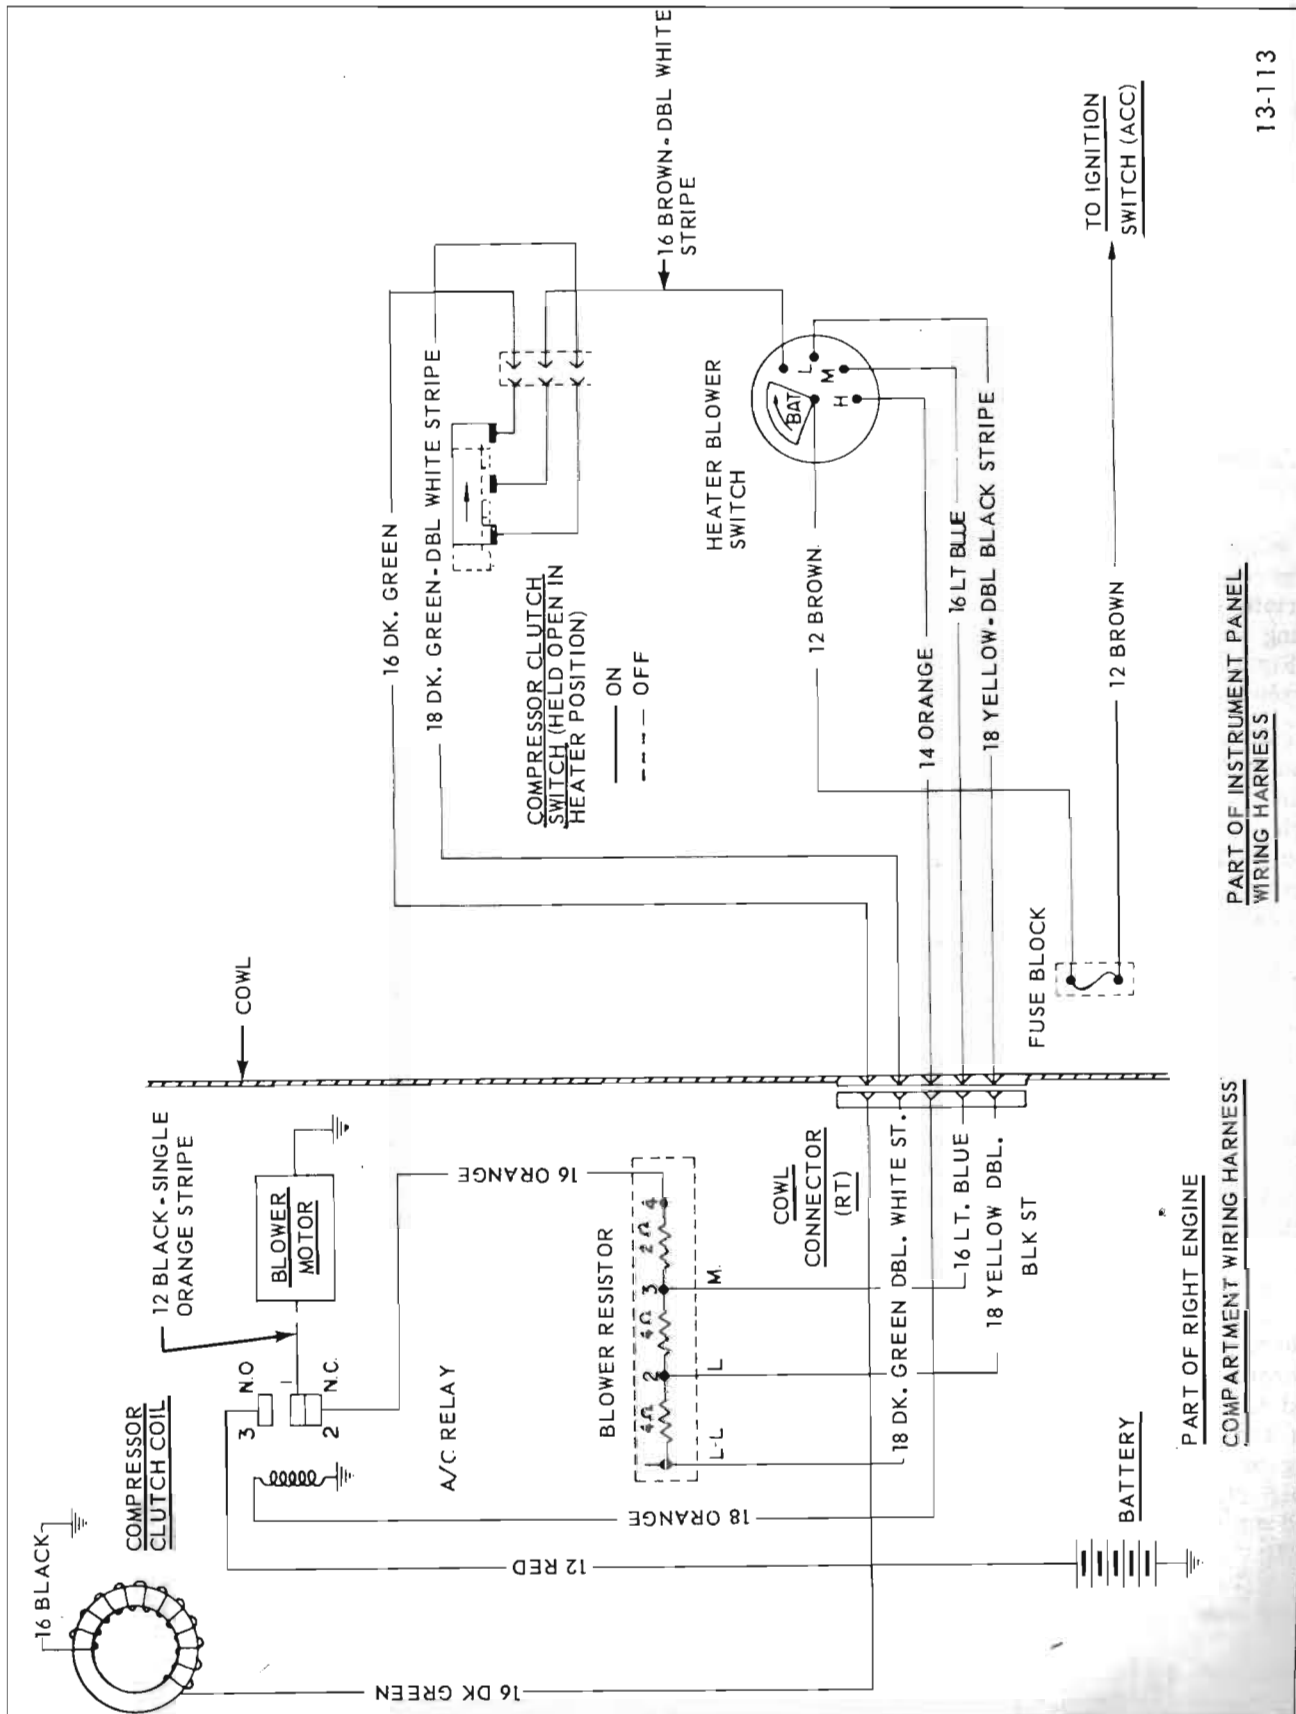 13-113
16 BLACK
COMPRESSOR
CLUTCH COIL
12 BLACK - SINGLE
ORANGE STRIPE
BLOWER
MOTOR
3
N.O
1
2
N.C.
A/C RELAY
COWL
16 ORANGE
BLOWER RESISTOR
4Ω
2
4Ω
3
2Ω
4
L-L
L
M.
18 ORANGE
12 RED
16 DK GREEN
COWL
CONNECTOR
(RT)
18 DK. GREEN DBL. WHITE ST.
16 LT. BLUE
18 YELLOW DBL.
BLK ST
BATTERY
PART OF RIGHT ENGINE
COMPARTMENT WIRING HARNESS
16 DK. GREEN
18 DK. GREEN-DBL WHITE STRIPE
COMPRESSOR CLUTCH
SWITCH (HELD OPEN IN
HEATER POSITION)
ON
OFF
16 BROWN-DBL WHITE
STRIPE
HEATER BLOWER
SWITCH
BAT
L
M
H
12 BROWN
14 ORANGE
16 LT BLUE
18 YELLOW-DBL BLACK STRIPE
FUSE BLOCK
12 BROWN
TO IGNITION
SWITCH (ACC)
PART OF INSTRUMENT PANEL
WIRING HARNESS